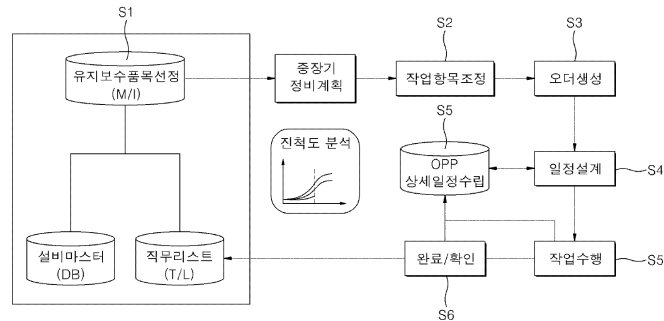 S1
유지보수품목선정
(M/I)
설비마스터
(DB)
직무리스트
(T/L)
중장기
정비계획
S2
작업항목조정
S3
오더생성
진척도 분석
S5
OPP
상세일정수립
일정설계
S4
완료/확인
S6
작업수행
S5